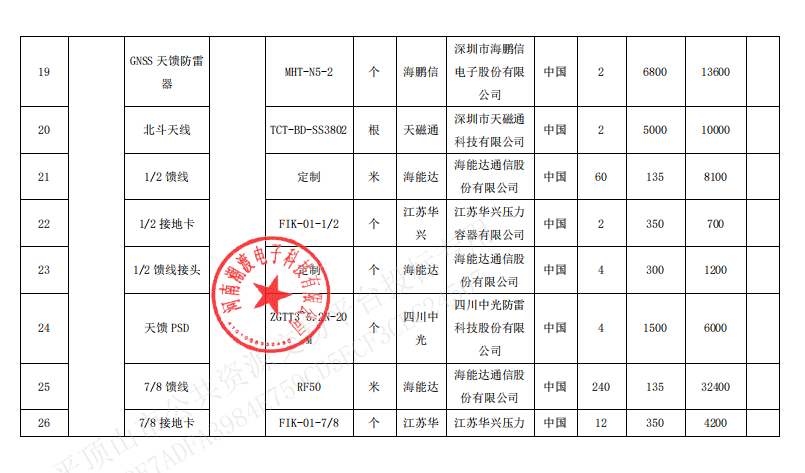 19 GNSS 天馈防雷器 MHT-N5-2 个 海鹏信 深圳市海鹏信电子股份有限公司 中国 2 6800 13600
20 北斗天线 TCT-BD-SS3802 根 天磁通 深圳市天磁通科技有限公司 中国 2 5000 10000
21 1/2 馈线 定制 米 海能达 海能达通信股份有限公司 中国 60 135 8100
22 1/2 接地卡 FIK-01-1/2 个 江苏华兴 江苏华兴压力容器有限公司 中国 2 350 700
23 1/2 馈线接头 定制 个 海能达 海能达通信股份有限公司 中国 4 300 1200
24 天馈 PSD 个 四川中光 四川中光防雷科技股份有限公司 中国 4 1500 6000
25 7/8 馈线 RF50 米 海能达 海能达通信股份有限公司 中国 240 135 32400
26 7/8 接地卡 FIK-01-7/8 个 江苏华 江苏华兴压力 中国 12 350 4200